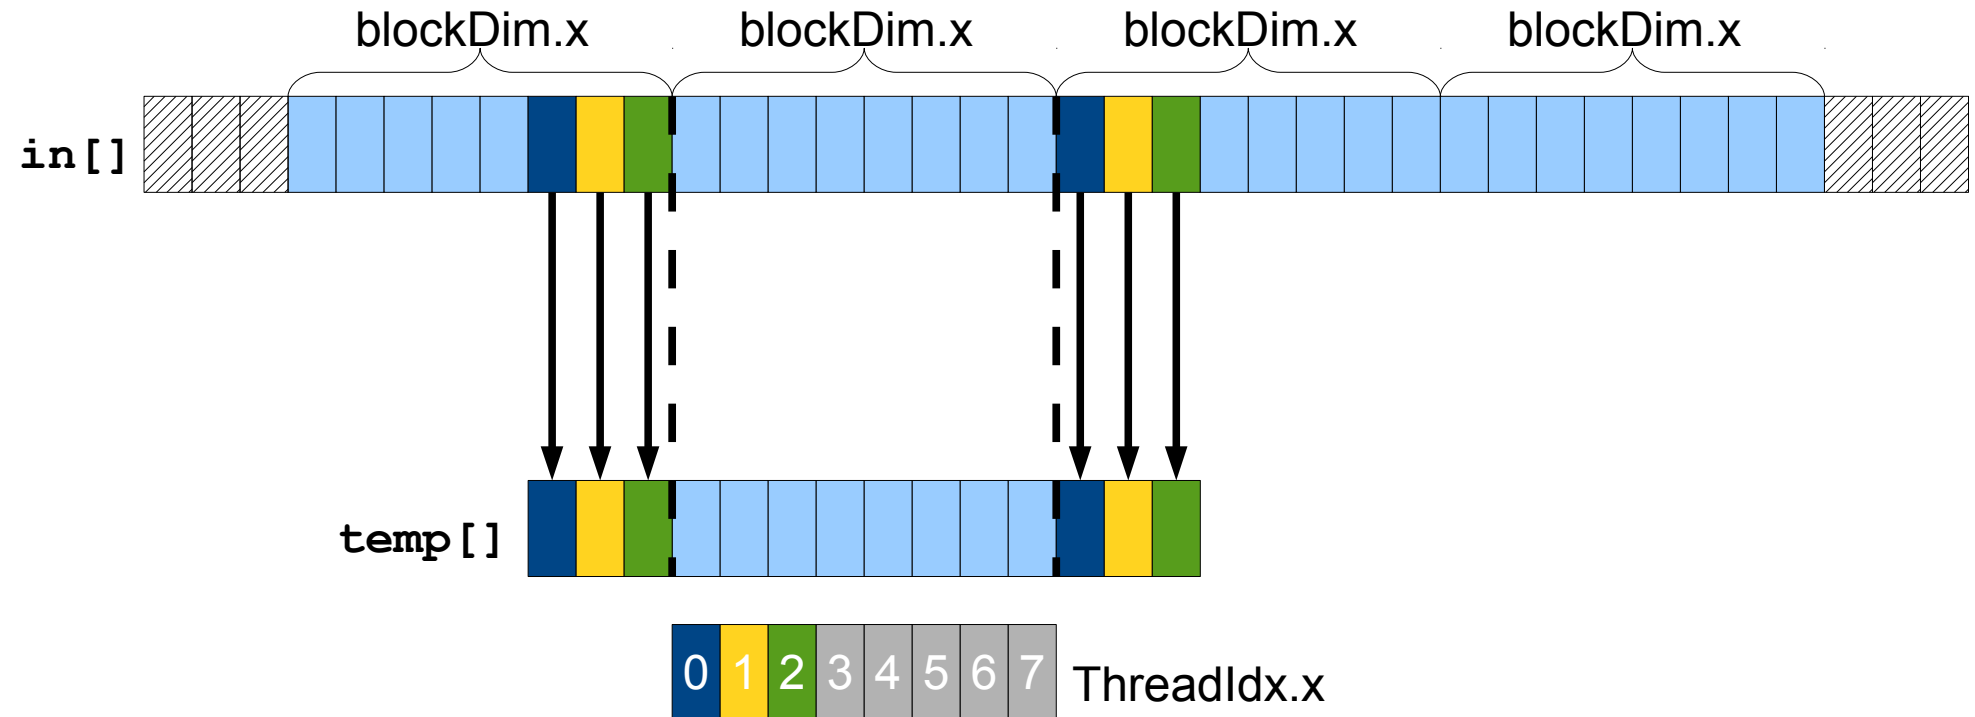 blockDim.x blockDim.x blockDim.x blockDim.x
in[]
temp[]
0 1 2 3 4 5 6 7 ThreadIdx.x